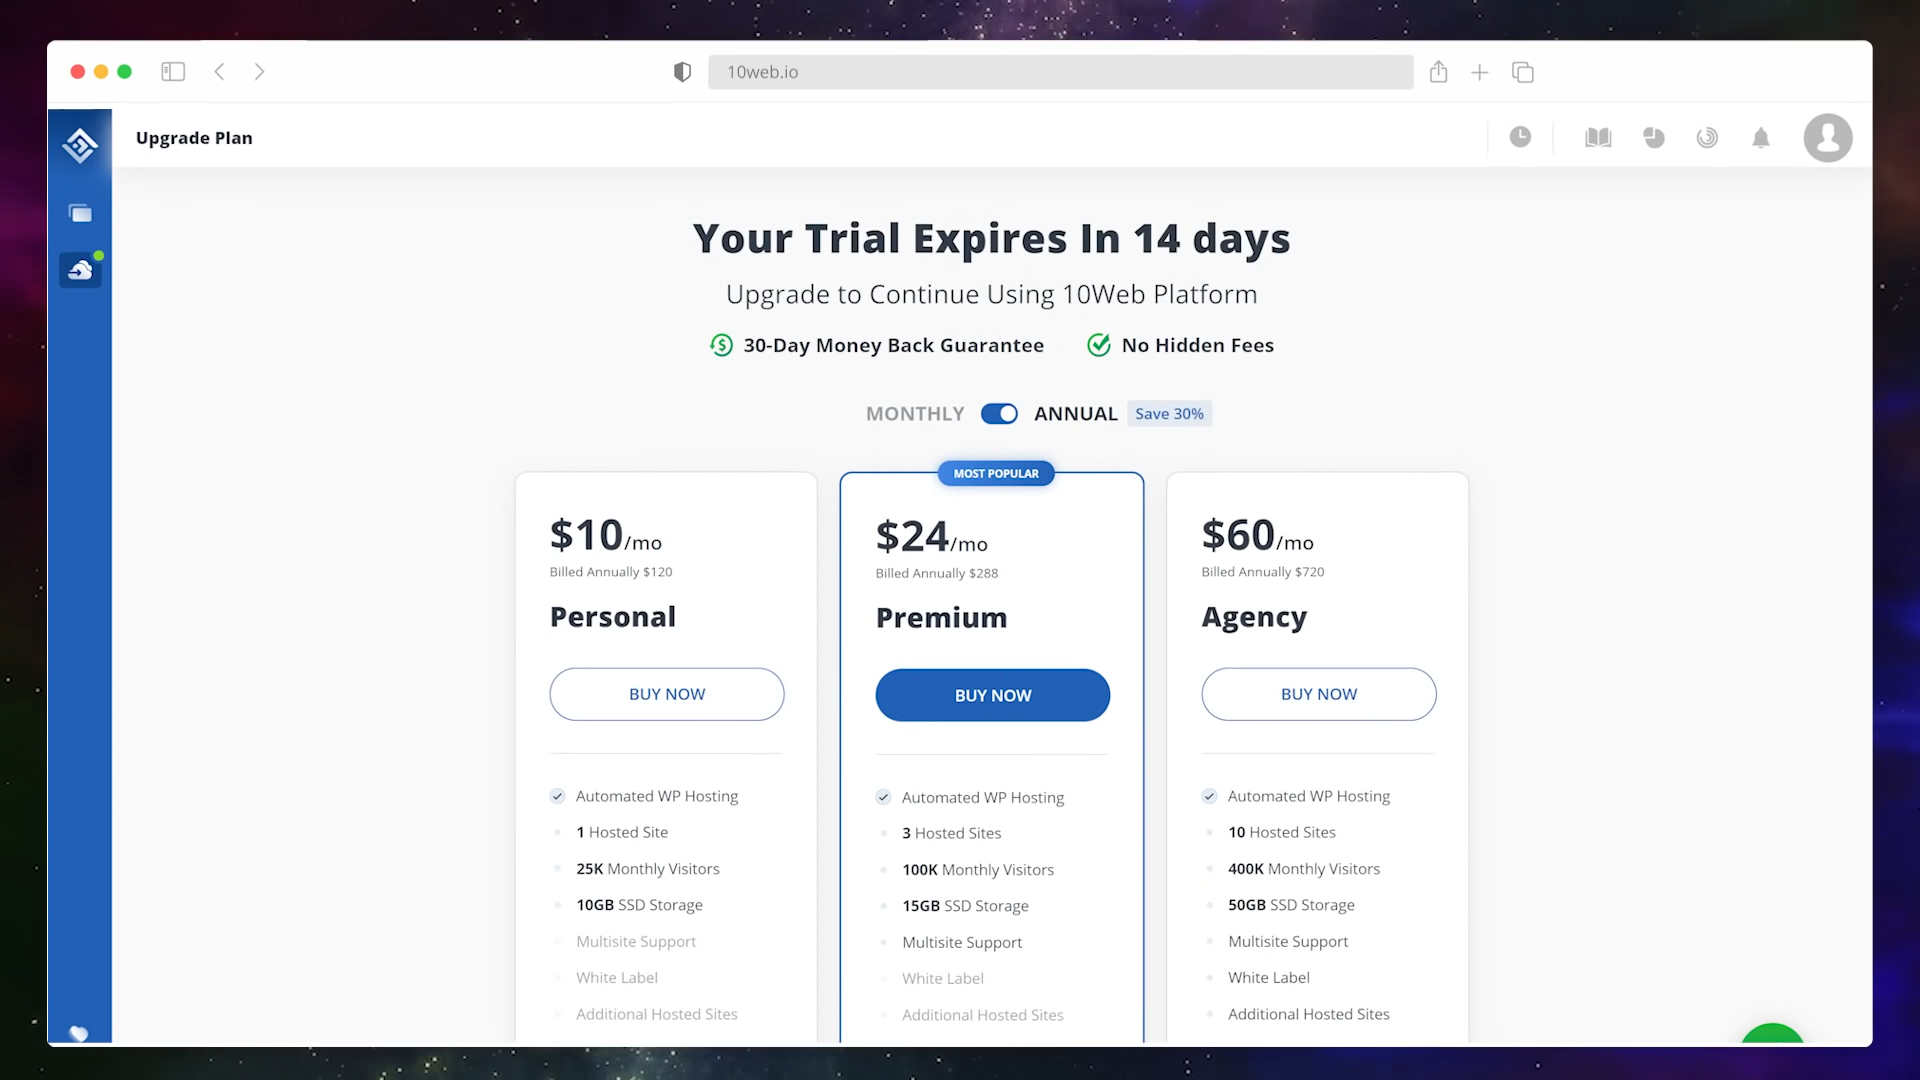 10web.io
Upgrade Plan
Your Trial Expires In 14 days
Upgrade to Continue Using 10Web Platform
30-Day Money Back Guarantee
No Hidden Fees
MONTHLY
ANNUAL
Save 30%
$10/mo
Billed Annually $120
Personal
BUY NOW
Automated WP Hosting
1 Hosted Site
25K Monthly Visitors
10GB SSD Storage
Multisite Support
White Label
Additional Hosted Sites
MOST POPULAR
$24/mo
Billed Annually $288
Premium
BUY NOW
Automated WP Hosting
3 Hosted Sites
100K Monthly Visitors
15GB SSD Storage
Multisite Support
White Label
Additional Hosted Sites
$60/mo
Billed Annually $720
Agency
BUY NOW
Automated WP Hosting
10 Hosted Sites
400K Monthly Visitors
50GB SSD Storage
Multisite Support
White Label
Additional Hosted Sites